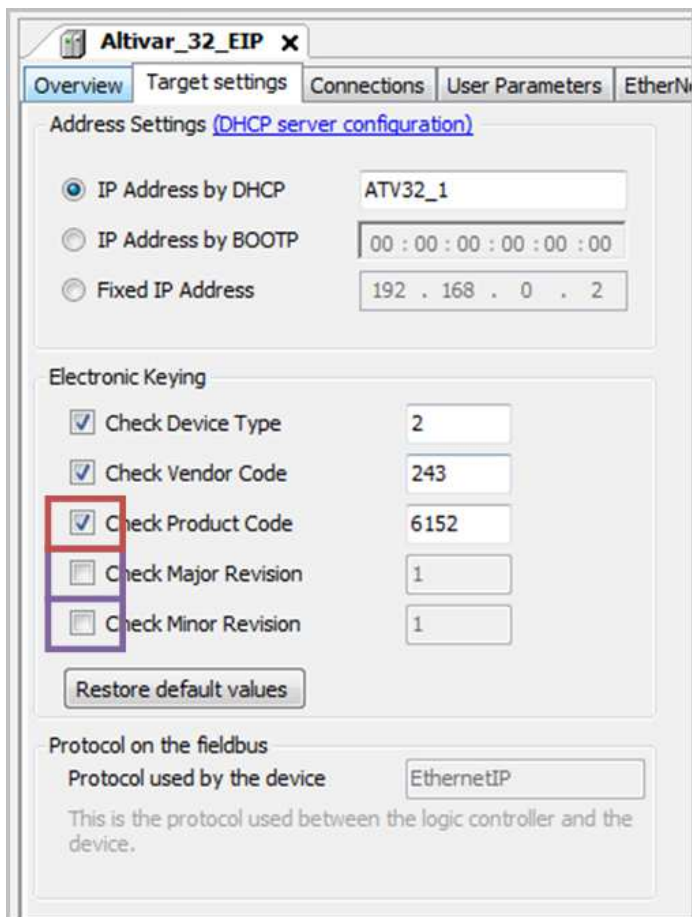 Altivar_32_EIP X
Overview Target settings Connections User Parameters EtherN
Address Settings (DHCP server configuration)
IP Address by DHCP ATV32_1
IP Address by BOOTP 00 : 00 : 00 : 00 : 00 : 00
Fixed IP Address 192 . 168 . 0 . 2
Electronic Keying
Check Device Type 2
Check Vendor Code 243
Check Product Code 6152
Check Major Revision 1
Check Minor Revision 1
Restore default values
Protocol on the fieldbus
Protocol used by the device EthernetIP
This is the protocol used between the logic controller and the
device.